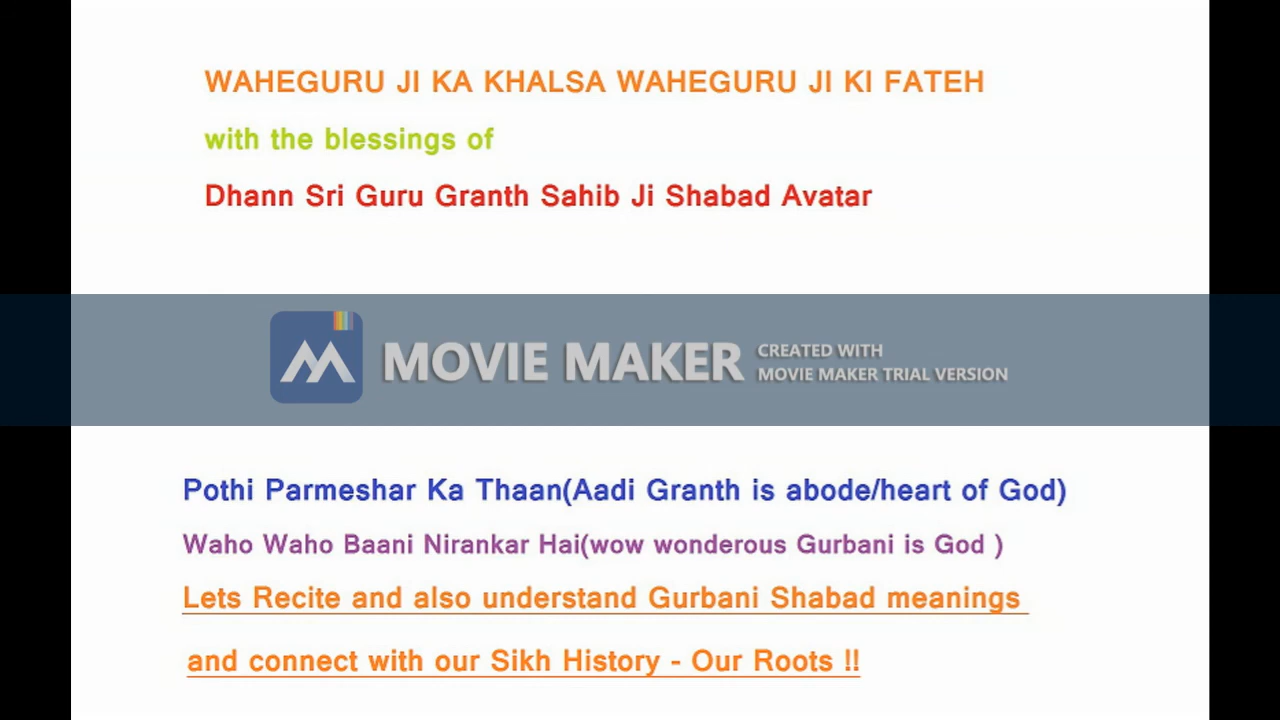 WAHEGURU JI KA KHALSA WAHEGURU JI KI FATEH
with the blessings of
Dhann Sri Guru Granth Sahib Ji Shabad Avatar
MOVIE MAKER
CREATED WITH
MOVIE MAKER TRIAL VERSION
Pothi Parmeshar Ka Thaan(Aadi Granth is abode/heart of God)
Waho Waho Baani Nirankar Hai(wow wonderous Gurbani is God )
Lets Recite and also understand Gurbani Shabad meanings
and connect with our Sikh History - Our Roots !!